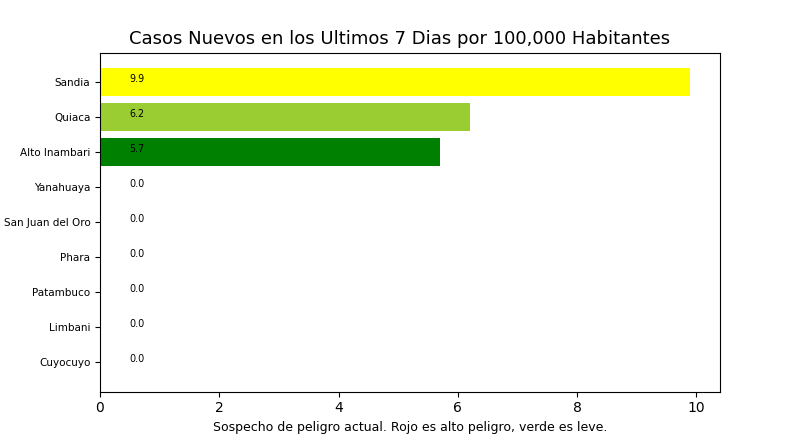 Casos Nuevos en los Ultimos 7 Dias por 100,000 Habitantes
Sandia 9.9
Quiaca 6.2
Alto Inambari 5.7
Yanahuaya 0.0
San Juan del Oro 0.0
Phara 0.0
Patambuco 0.0
Limbani 0.0
Cuyocuyo 0.0
0 2 4 6 8 10
Sospecho de peligro actual. Rojo es alto peligro, verde es leve.